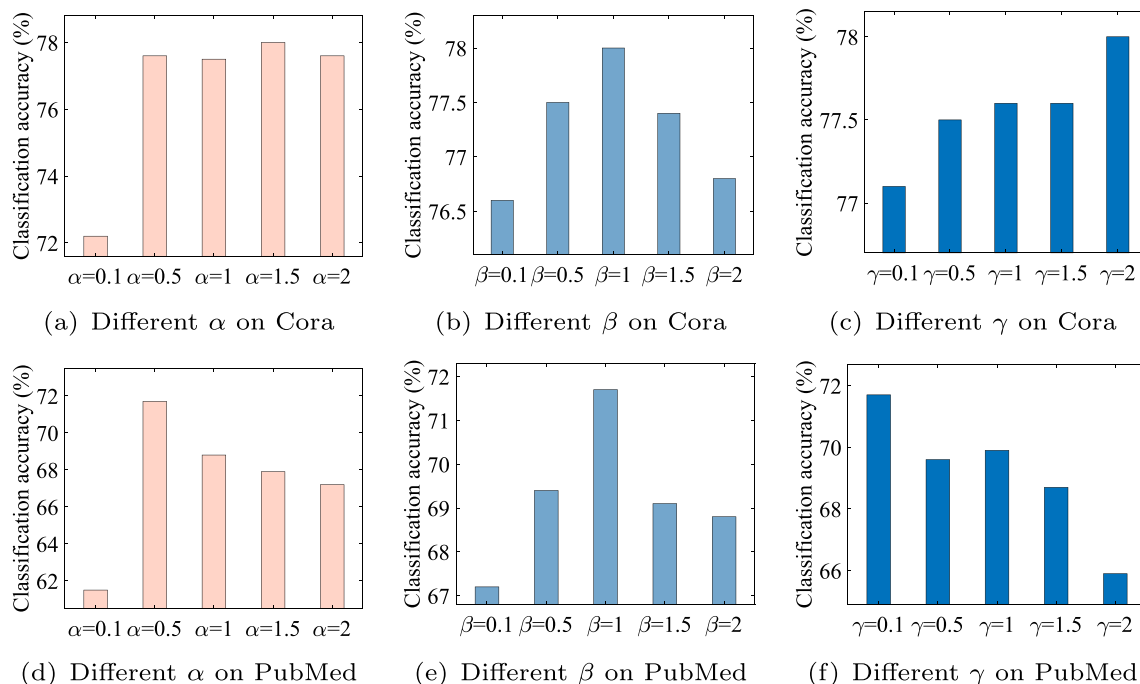 Classification accuracy (%)
78
76
74
72
α=0.1 α=0.5 α=1 α=1.5 α=2
(a) Different α on Cora
Classification accuracy (%)
78
77.5
77
76.5
β=0.1 β=0.5 β=1 β=1.5 β=2
(b) Different β on Cora
Classification accuracy (%)
78
77.5
77
γ=0.1 γ=0.5 γ=1 γ=1.5 γ=2
(c) Different γ on Cora
Classification accuracy (%)
72
70
68
66
64
62
α=0.1 α=0.5 α=1 α=1.5 α=2
(d) Different α on PubMed
Classification accuracy (%)
72
71
70
69
68
67
β=0.1 β=0.5 β=1 β=1.5 β=2
(e) Different β on PubMed
Classification accuracy (%)
72
70
68
66
γ=0.1 γ=0.5 γ=1 γ=1.5 γ=2
(f) Different γ on PubMed